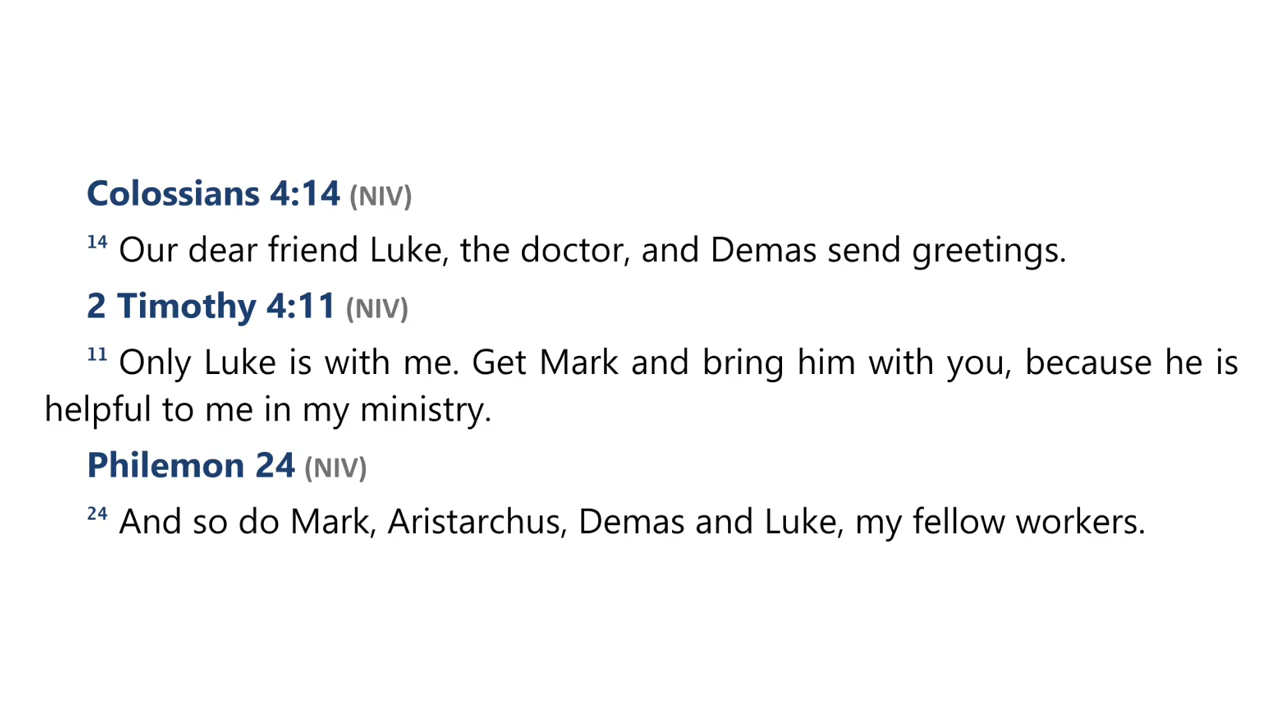 Colossians 4:14 (NIV)
14 Our dear friend Luke, the doctor, and Demas send greetings.
2 Timothy 4:11 (NIV)
11 Only Luke is with me. Get Mark and bring him with you, because he is
helpful to me in my ministry.
Philemon 24 (NIV)
24 And so do Mark, Aristarchus, Demas and Luke, my fellow workers.